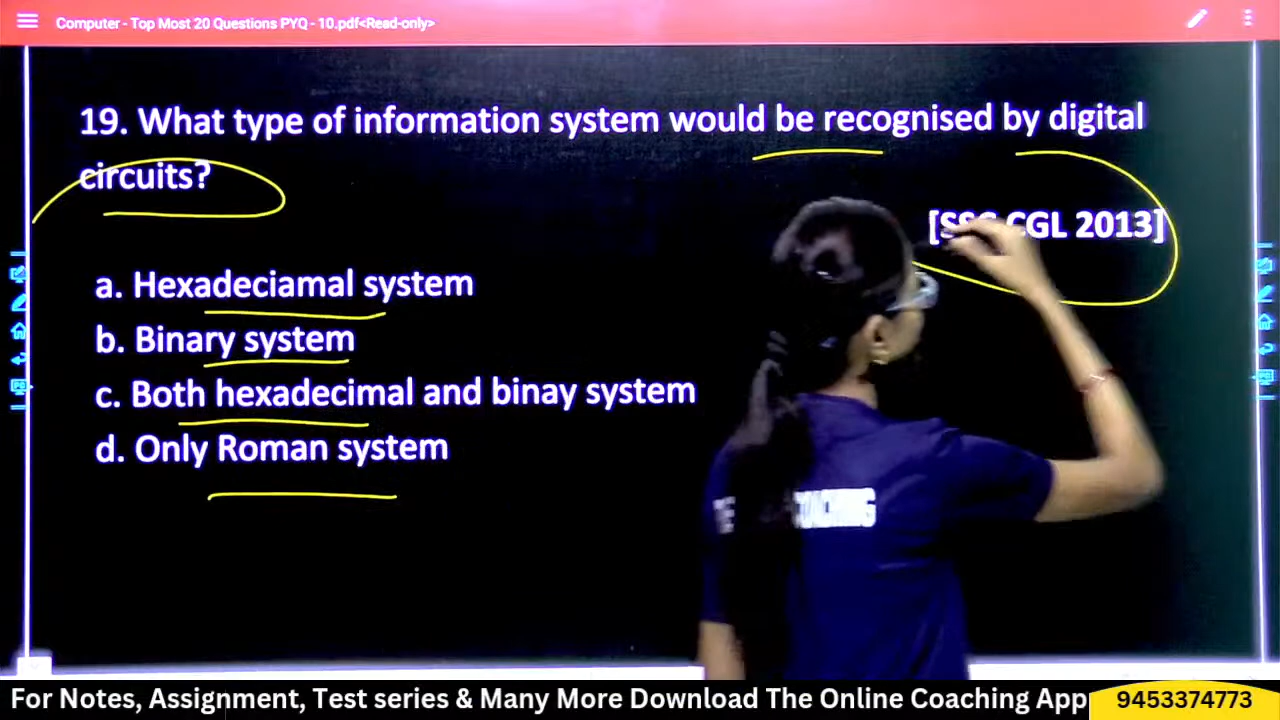 Computer - Top Most 20 Questions PYQ - 10.pdf<Read-only>
19. What type of information system would be recognised by digital
circuits?
[SSC CGL 2013]
a. Hexadeciamal system
b. Binary system
c. Both hexadecimal and binay system
d. Only Roman system
COACHING
For Notes, Assignment, Test series & Many More Download The Online Coaching App
9453374773